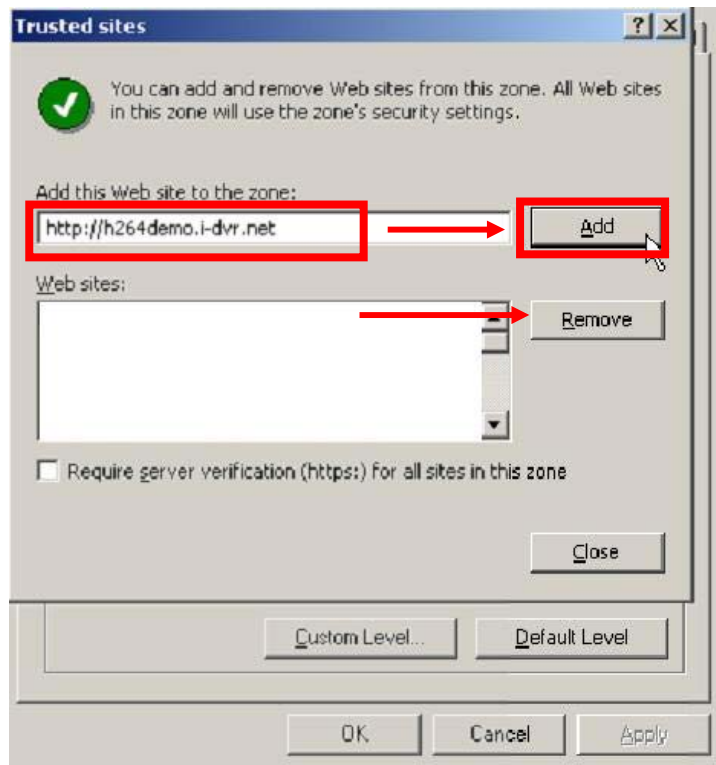 Trusted sites
You can add and remove Web sites from this zone. All Web sites
in this zone will use the zone's security settings.
Add this Web site to the zone:
http://h264demo.i-dvr.net
Add
Web sites:
Remove
Require server verification (https:) for all sites in this zone
Close
Custom Level...
Default Level
OK
Cancel
Apply